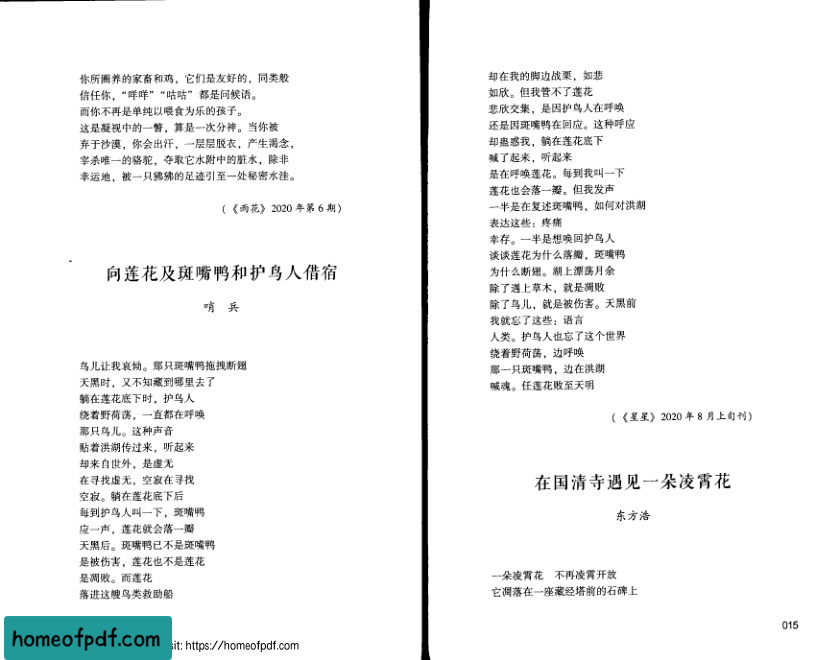 你所圈养的家畜和鸡，它们是友好的，同类般
信任你，“咩咩”“咕咕”都是问候语。
而你不再是单纯以喂食为乐的孩子。
这是凝视中的一瞥，算是一次分神。当你被
弃于沙漠，你会出汗，一层层脱衣，产生渴念，
宰杀唯一的骆驼，夺取它水附中的脏水，除非
幸运地，被一只狒狒的足迹引至一处秘密水洼。
（《雨花》2020年第6期）
向莲花及斑嘴鸭和护鸟人借宿
哨 兵
鸟儿让我哀恸。那只斑嘴鸭拖拽断翅
天黑时，又不知藏到哪里去了
躺在莲花底下时，护鸟人
绕着野荷荡，一直都在呼唤
那只鸟儿。这种声音
贴着洪湖传过来，听起来
却来自世外，是虚无
在寻找虚无，空寂在寻找
空寂。躺在莲花底下后
每到护鸟人叫一下，斑嘴鸭
应一声，莲花就会落一瓣
天黑后。斑嘴鸭已不是斑嘴鸭
是被伤害，莲花也不是莲花
是凋败。而莲花
落进这艘鸟类救助船
却在我的脚边战栗，如悲
如欣。但我管不了莲花
悲欣交集，是因护鸟人在呼唤
还是因斑嘴鸭在回应。这种呼应
却蛊惑我，躺在莲花底下
喊了起来，听起来
是在呼唤莲花。每到我叫一下
莲花也会落一瓣。但我发声
一半是在复述斑嘴鸭，如何对洪湖
表达这些：疼痛
幸存。一半是想唤回护鸟人
谈谈莲花为什么落瓣，斑嘴鸭
为什么断翅。湖上漂荡月余
除了遇上草木，就是凋败
除了鸟儿，就是被伤害。天黑前
我就忘了这些：语言
人类。护鸟人也忘了这个世界
绕着野荷荡，边呼唤
那一只斑嘴鸭，边在洪湖
喊魂。任莲花败至天明
（《星星》2020年8月上旬刊）
在国清寺遇见一朵凌霄花
东方浩
一朵凌霄花　不再凌霄开放
它凋落在一座藏经塔前的石碑上
015
homeofpdf.com
sit: https://homeofpdf.com